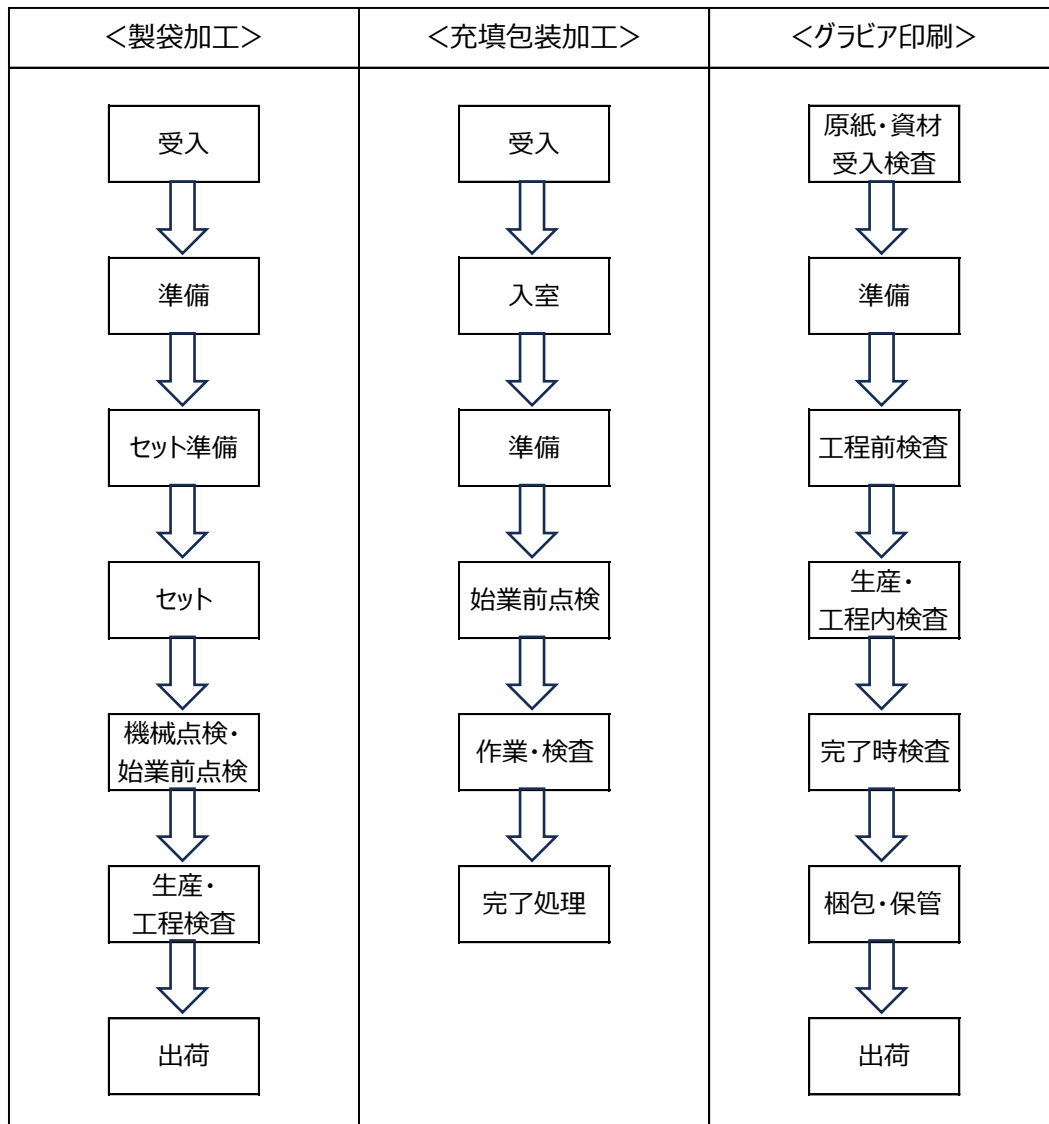 ＜製袋加工＞
受入
準備
セット準備
セット
機械点検・
始業前点検
生産・
工程検査
出荷
＜充填包装加工＞
受入
入室
準備
始業前点検
作業・検査
完了処理
＜グラビア印刷＞
原紙・資材
受入検査
準備
工程前検査
生産・
工程内検査
完了時検査
梱包・保管
出荷